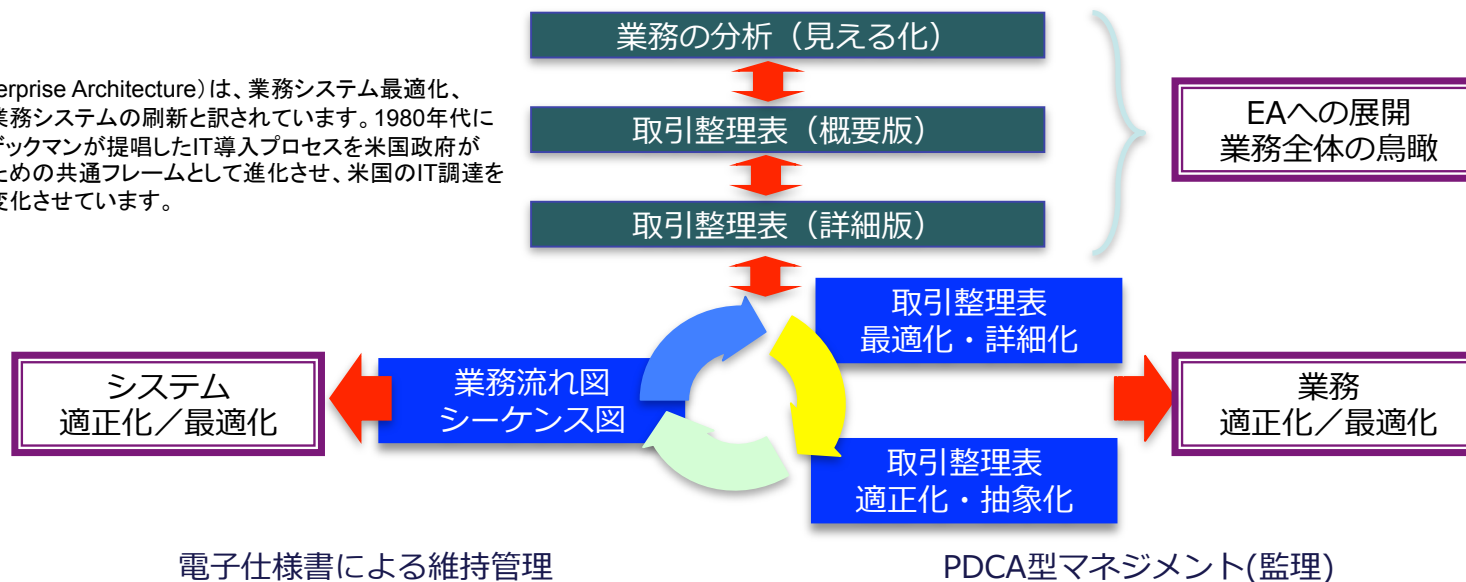 業務の分析（見える化）
erprise Architecture）は、業務システム最適化、
業務システムの刷新と訳されています。1980年代に
ザックマンが提唱したIT導入プロセスを米国政府が
ための共通フレームとして進化させ、米国のIT調達を
変化させています。
取引整理表（概要版）
取引整理表（詳細版）
EAへの展開
業務全体の鳥瞰
取引整理表
最適化・詳細化
システム
適正化／最適化
業務流れ図
シーケンス図
業務
適正化／最適化
取引整理表
適正化・抽象化
電子仕様書による維持管理
PDCA型マネジメント(監理)